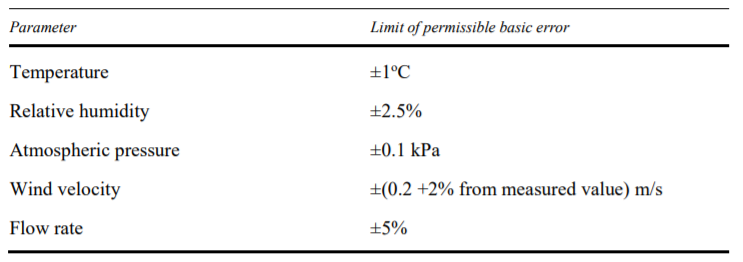 Parameter Limit of permissible basic error
Temperature ±1ºC
Relative humidity ±2.5%
Atmospheric pressure ±0.1 kPa
Wind velocity ±(0.2 +2% from measured value) m/s
Flow rate ±5%